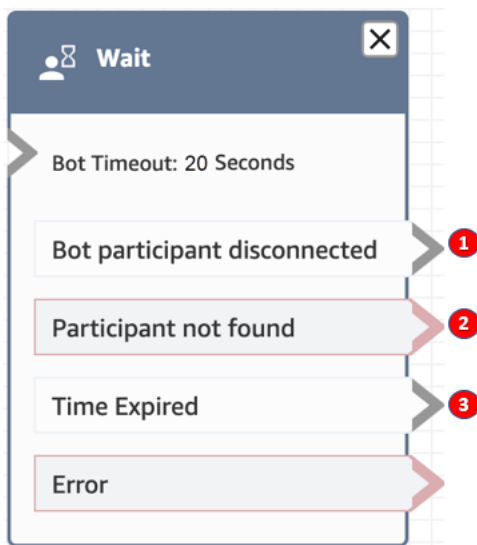 Wait
Bot Timeout: 20 Seconds
Bot participant disconnected
1
Participant not found
2
Time Expired
3
Error